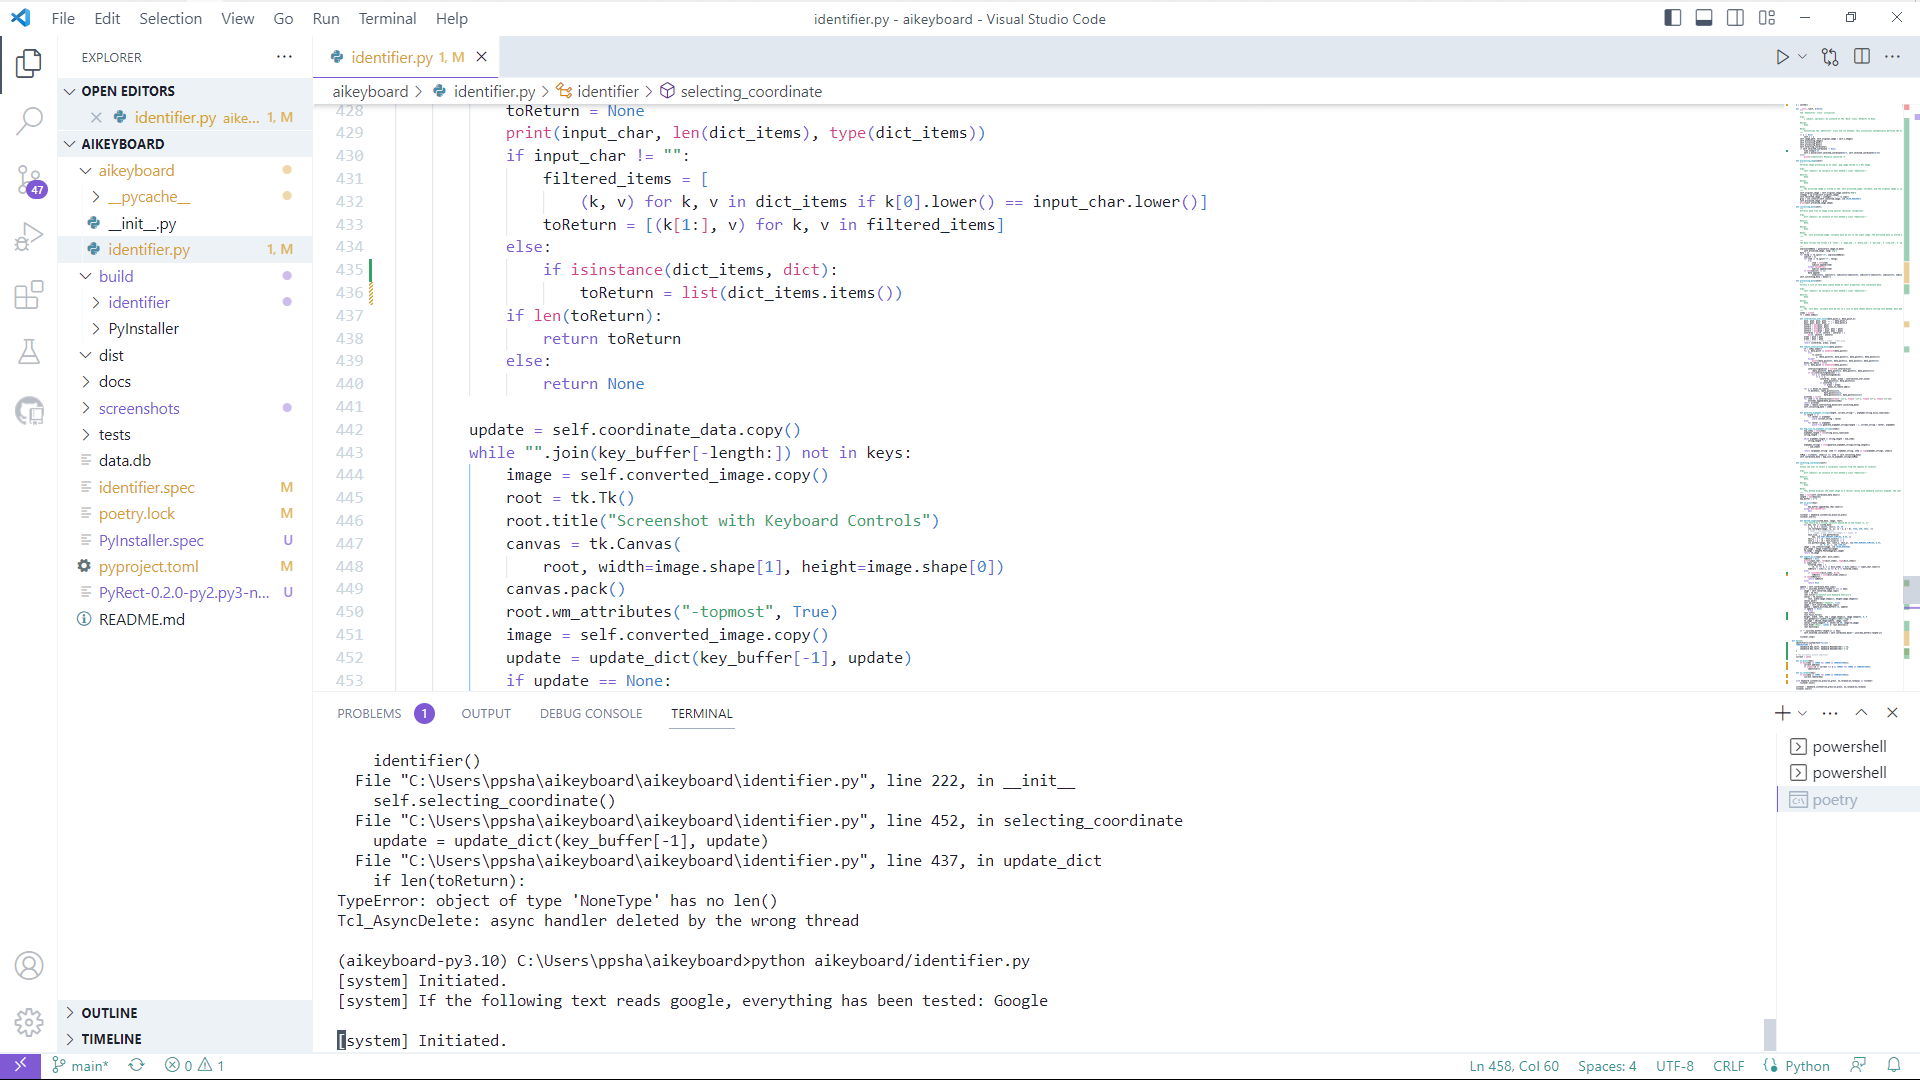 File Edit Selection View Go Run Terminal Help
identifier.py - aikeyboard - Visual Studio Code
EXPLORER
OPEN EDITORS
identifier.py aike... 1, M
AIKEYBOARD
aikeyboard
__pycache__
__init__.py
identifier.py 1, M
build
identifier
PyInstaller
dist
docs
screenshots
tests
data.db
identifier.spec M
poetry.lock M
PyInstaller.spec U
pyproject.toml M
PyRect-0.2.0-py2.py3-n... U
README.md
OUTLINE
TIMELINE
47
identifier.py 1, M
aikeyboard > identifier.py > identifier > selecting_coordinate
428 toReturn = None
429 print(input_char, len(dict_items), type(dict_items))
430 if input_char != "":
431 filtered_items = [
432 (k, v) for k, v in dict_items if k[0].lower() == input_char.lower()]
433 toReturn = [(k[1:], v) for k, v in filtered_items]
434 else:
435 if isinstance(dict_items, dict):
436 toReturn = list(dict_items.items())
437 if len(toReturn):
438 return toReturn
439 else:
440 return None
441
442 update = self.coordinate_data.copy()
443 while "".join(key_buffer[-length:]) not in keys:
444 image = self.converted_image.copy()
445 root = tk.Tk()
446 root.title("Screenshot with Keyboard Controls")
447 canvas = tk.Canvas(
448 root, width=image.shape[1], height=image.shape[0])
449 canvas.pack()
450 root.wm_attributes("-topmost", True)
451 image = self.converted_image.copy()
452 update = update_dict(key_buffer[-1], update)
453 if update == None:
PROBLEMS 1 OUTPUT DEBUG CONSOLE TERMINAL
identifier()
File "C:\Users\ppsha\aikeyboard\aikeyboard\identifier.py", line 222, in __init__
self.selecting_coordinate()
File "C:\Users\ppsha\aikeyboard\aikeyboard\identifier.py", line 452, in selecting_coordinate
update = update_dict(key_buffer[-1], update)
File "C:\Users\ppsha\aikeyboard\aikeyboard\identifier.py", line 437, in update_dict
if len(toReturn):
TypeError: object of type 'NoneType' has no len()
Tcl_AsyncDelete: async handler deleted by the wrong thread
(aikeyboard-py3.10) C:\Users\ppsha\aikeyboard>python aikeyboard/identifier.py
[system] Initiated.
[system] If the following text reads google, everything has been tested: Google
[system] Initiated.
powershell
powershell
poetry
main* 0 1
Ln 458, Col 60 Spaces: 4 UTF-8 CRLF Python